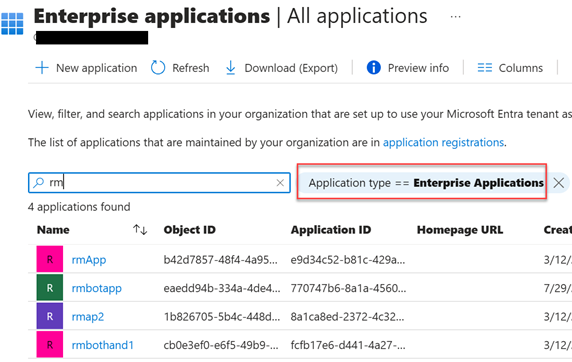 Enterprise applications | All applications ...
+ New application Refresh Download (Export) Preview info Columns
View, filter, and search applications in your organization that are set up to use your Microsoft Entra tenant as
The list of applications that are maintained by your organization are in application registrations.
rm Application type == Enterprise Applications
4 applications found
Name Object ID Application ID Homepage URL Creat
R rmApp b42d7857-48f4-4a95... e9d34c52-b81c-429a... 3/12/
R rmbotapp eaedd94b-334a-4de4... 770747b6-8a1a-4560... 7/29/
R rmap2 1b826705-5b4c-448d... 8a1ca8ed-2372-4c32... 3/12/
R rmbothand1 cb0e3ef0-e6f5-49b9-... fcfb17e6-d441-4a27-... 3/12/